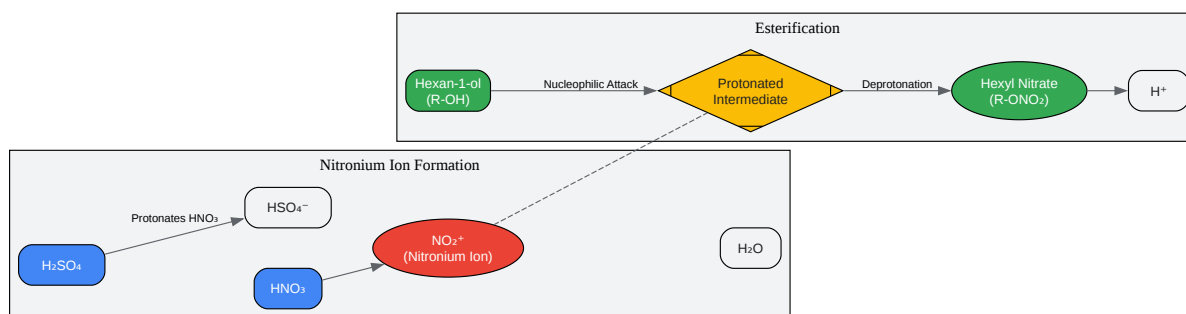 Esterification
Hexan-1-ol
(R-OH)
Nucleophilic Attack
Protonated
Intermediate
Deprotonation
Hexyl Nitrate
(R-ONO₂)
H⁺
Nitronium Ion Formation
Protonates HNO₃
HSO₄⁻
H₂SO₄
HNO₃
NO₂⁺
(Nitronium Ion)
H₂O